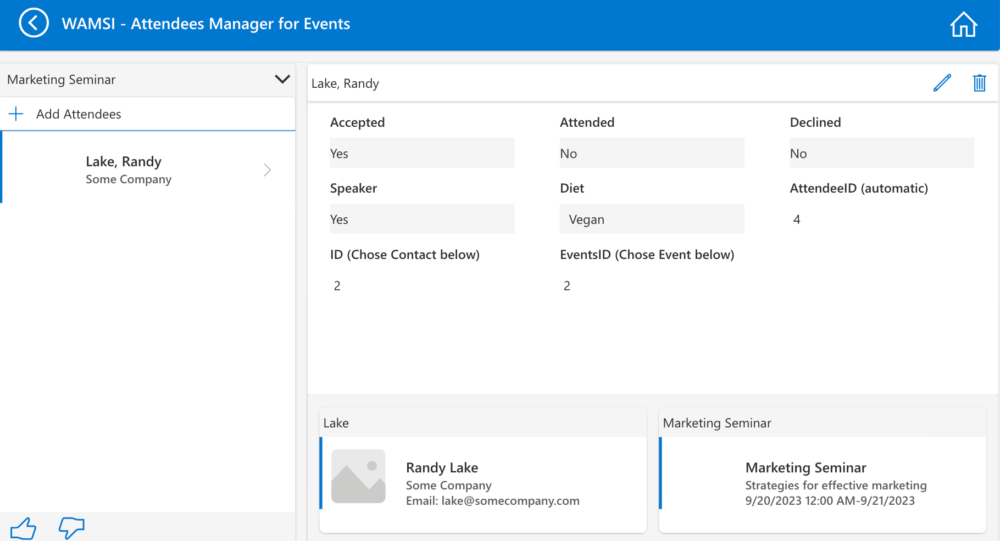 WAMSI - Attendees Manager for Events
Marketing Seminar
Add Attendees
Lake, Randy
Some Company
Lake, Randy
Accepted
Attended
Declined
Yes
No
No
Speaker
Diet
AttendeeID (automatic)
Yes
Vegan
4
ID (Chose Contact below)
EventsID (Chose Event below)
2
2
Lake
Randy Lake
Some Company
Email: lake@somecompany.com
Marketing Seminar
Marketing Seminar
Strategies for effective marketing
9/20/2023 12:00 AM-9/21/2023